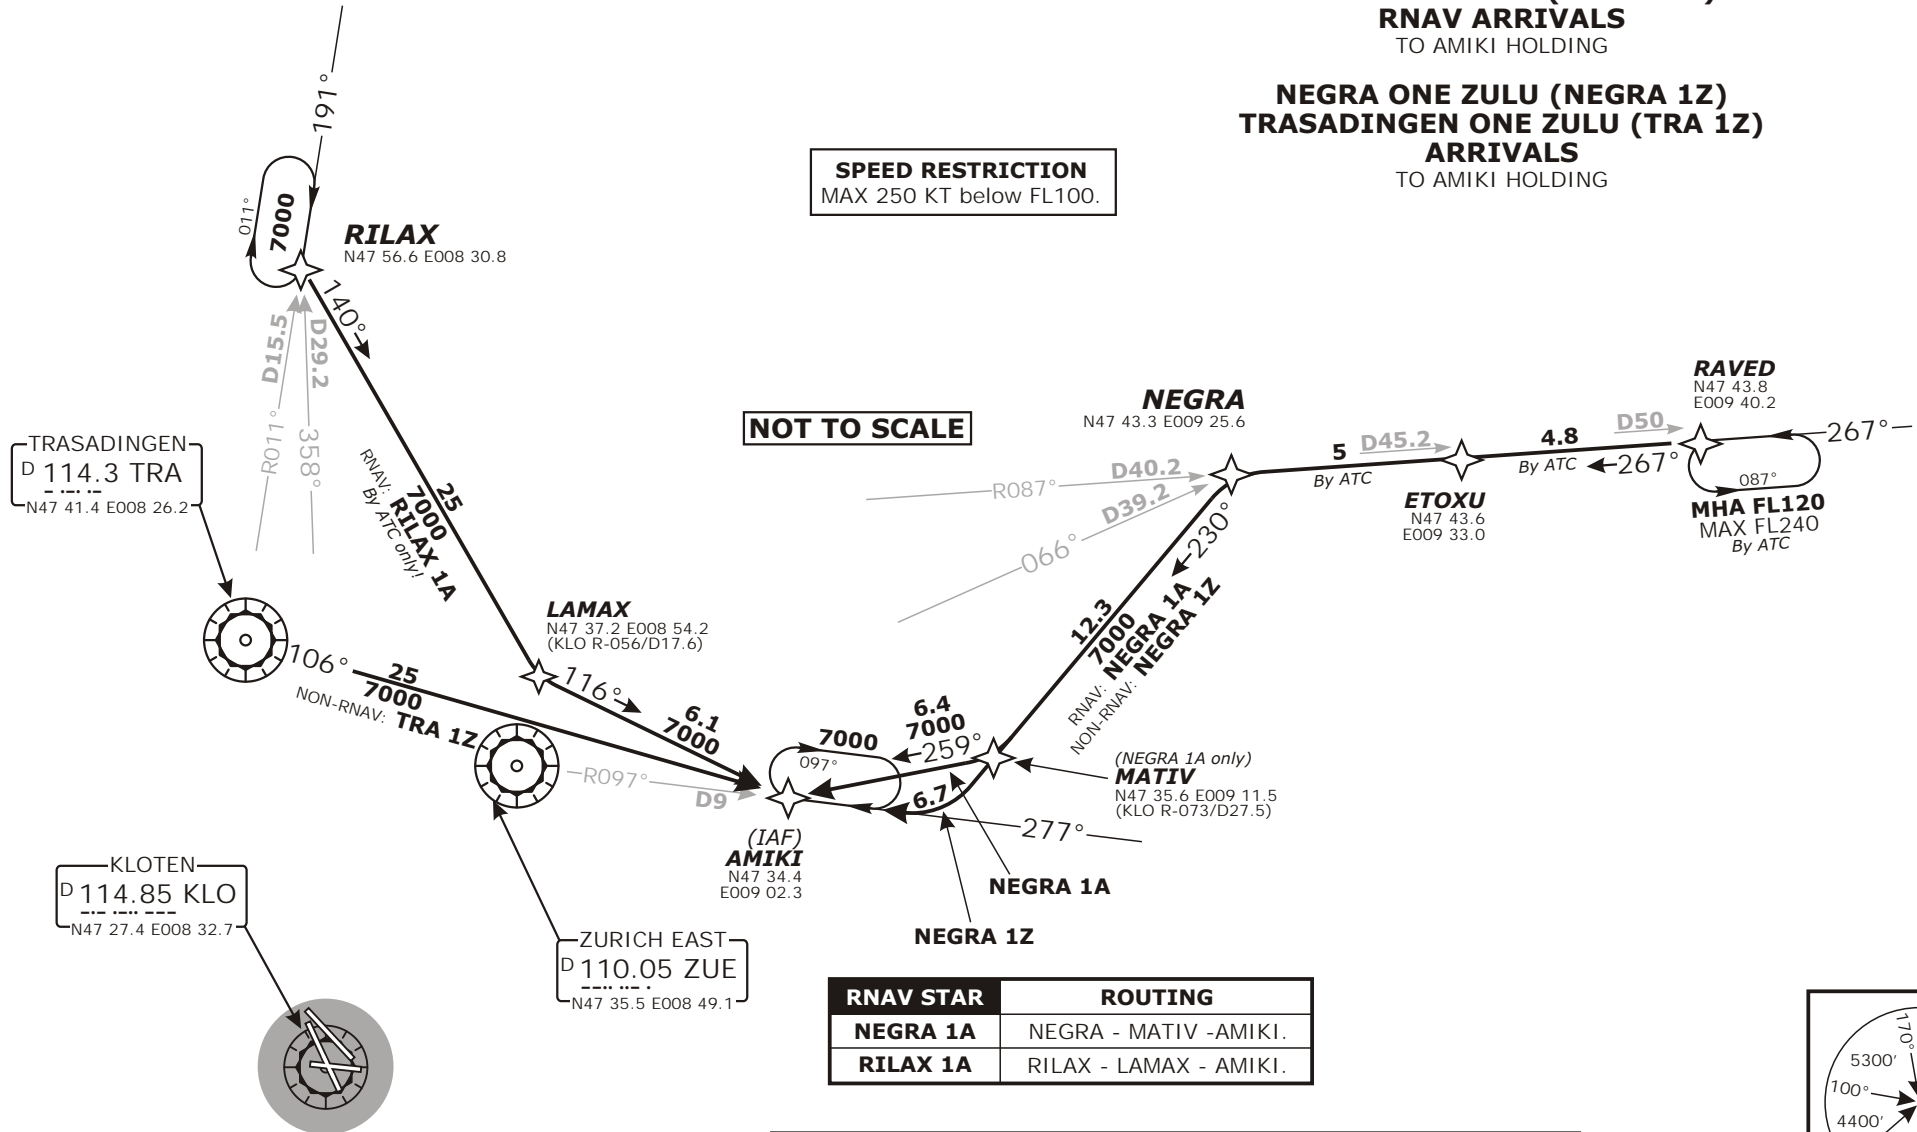 RNAV ARRIVALS
TO AMIKI HOLDING
NEGRA ONE ZULU (NEGRA 1Z)
TRASADINGEN ONE ZULU (TRA 1Z)
ARRIVALS
TO AMIKI HOLDING
191°
SPEED RESTRICTION
MAX 250 KT below FL100.
011°
7000
RILAX
N47 56.6 E008 30.8
140°
D15.5
D29.2
R011°
358°
NOT TO SCALE
NEGRA
N47 43.3 E009 25.6
RAVED
N47 43.8
E009 40.2
D50
267°
4.8
By ATC
267°
087°
MHA FL120
MAX FL240
By ATC
5
D45.2
By ATC
ETOXU
N47 43.6
E009 33.0
R087°
D40.2
066°
D39.2
230°
TRASADINGEN
D 114.3 TRA
N47 41.4 E008 26.2
25
7000
RNAV: RILAX 1A
By ATC only!
12.3
7000
RNAV: NEGRA 1A
NON-RNAV: NEGRA 1Z
LAMAX
N47 37.2 E008 54.2
(KLO R-056/D17.6)
106°
25
7000
NON-RNAV: TRA 1Z
116°
6.1
7000
6.4
7000
259°
7000
097°
6.7
(NEGRA 1A only)
MATIV
N47 35.6 E009 11.5
(KLO R-073/D27.5)
R097°
D9
277°
(IAF)
AMIKI
N47 34.4
E009 02.3
NEGRA 1A
NEGRA 1Z
KLOTEN
D 114.85 KLO
N47 27.4 E008 32.7
ZURICH EAST
D 110.05 ZUE
N47 35.5 E008 49.1
RNAV STAR ROUTING
NEGRA 1A NEGRA - MATIV -AMIKI.
RILAX 1A RILAX - LAMAX - AMIKI.
170°
5300'
100°
4400'